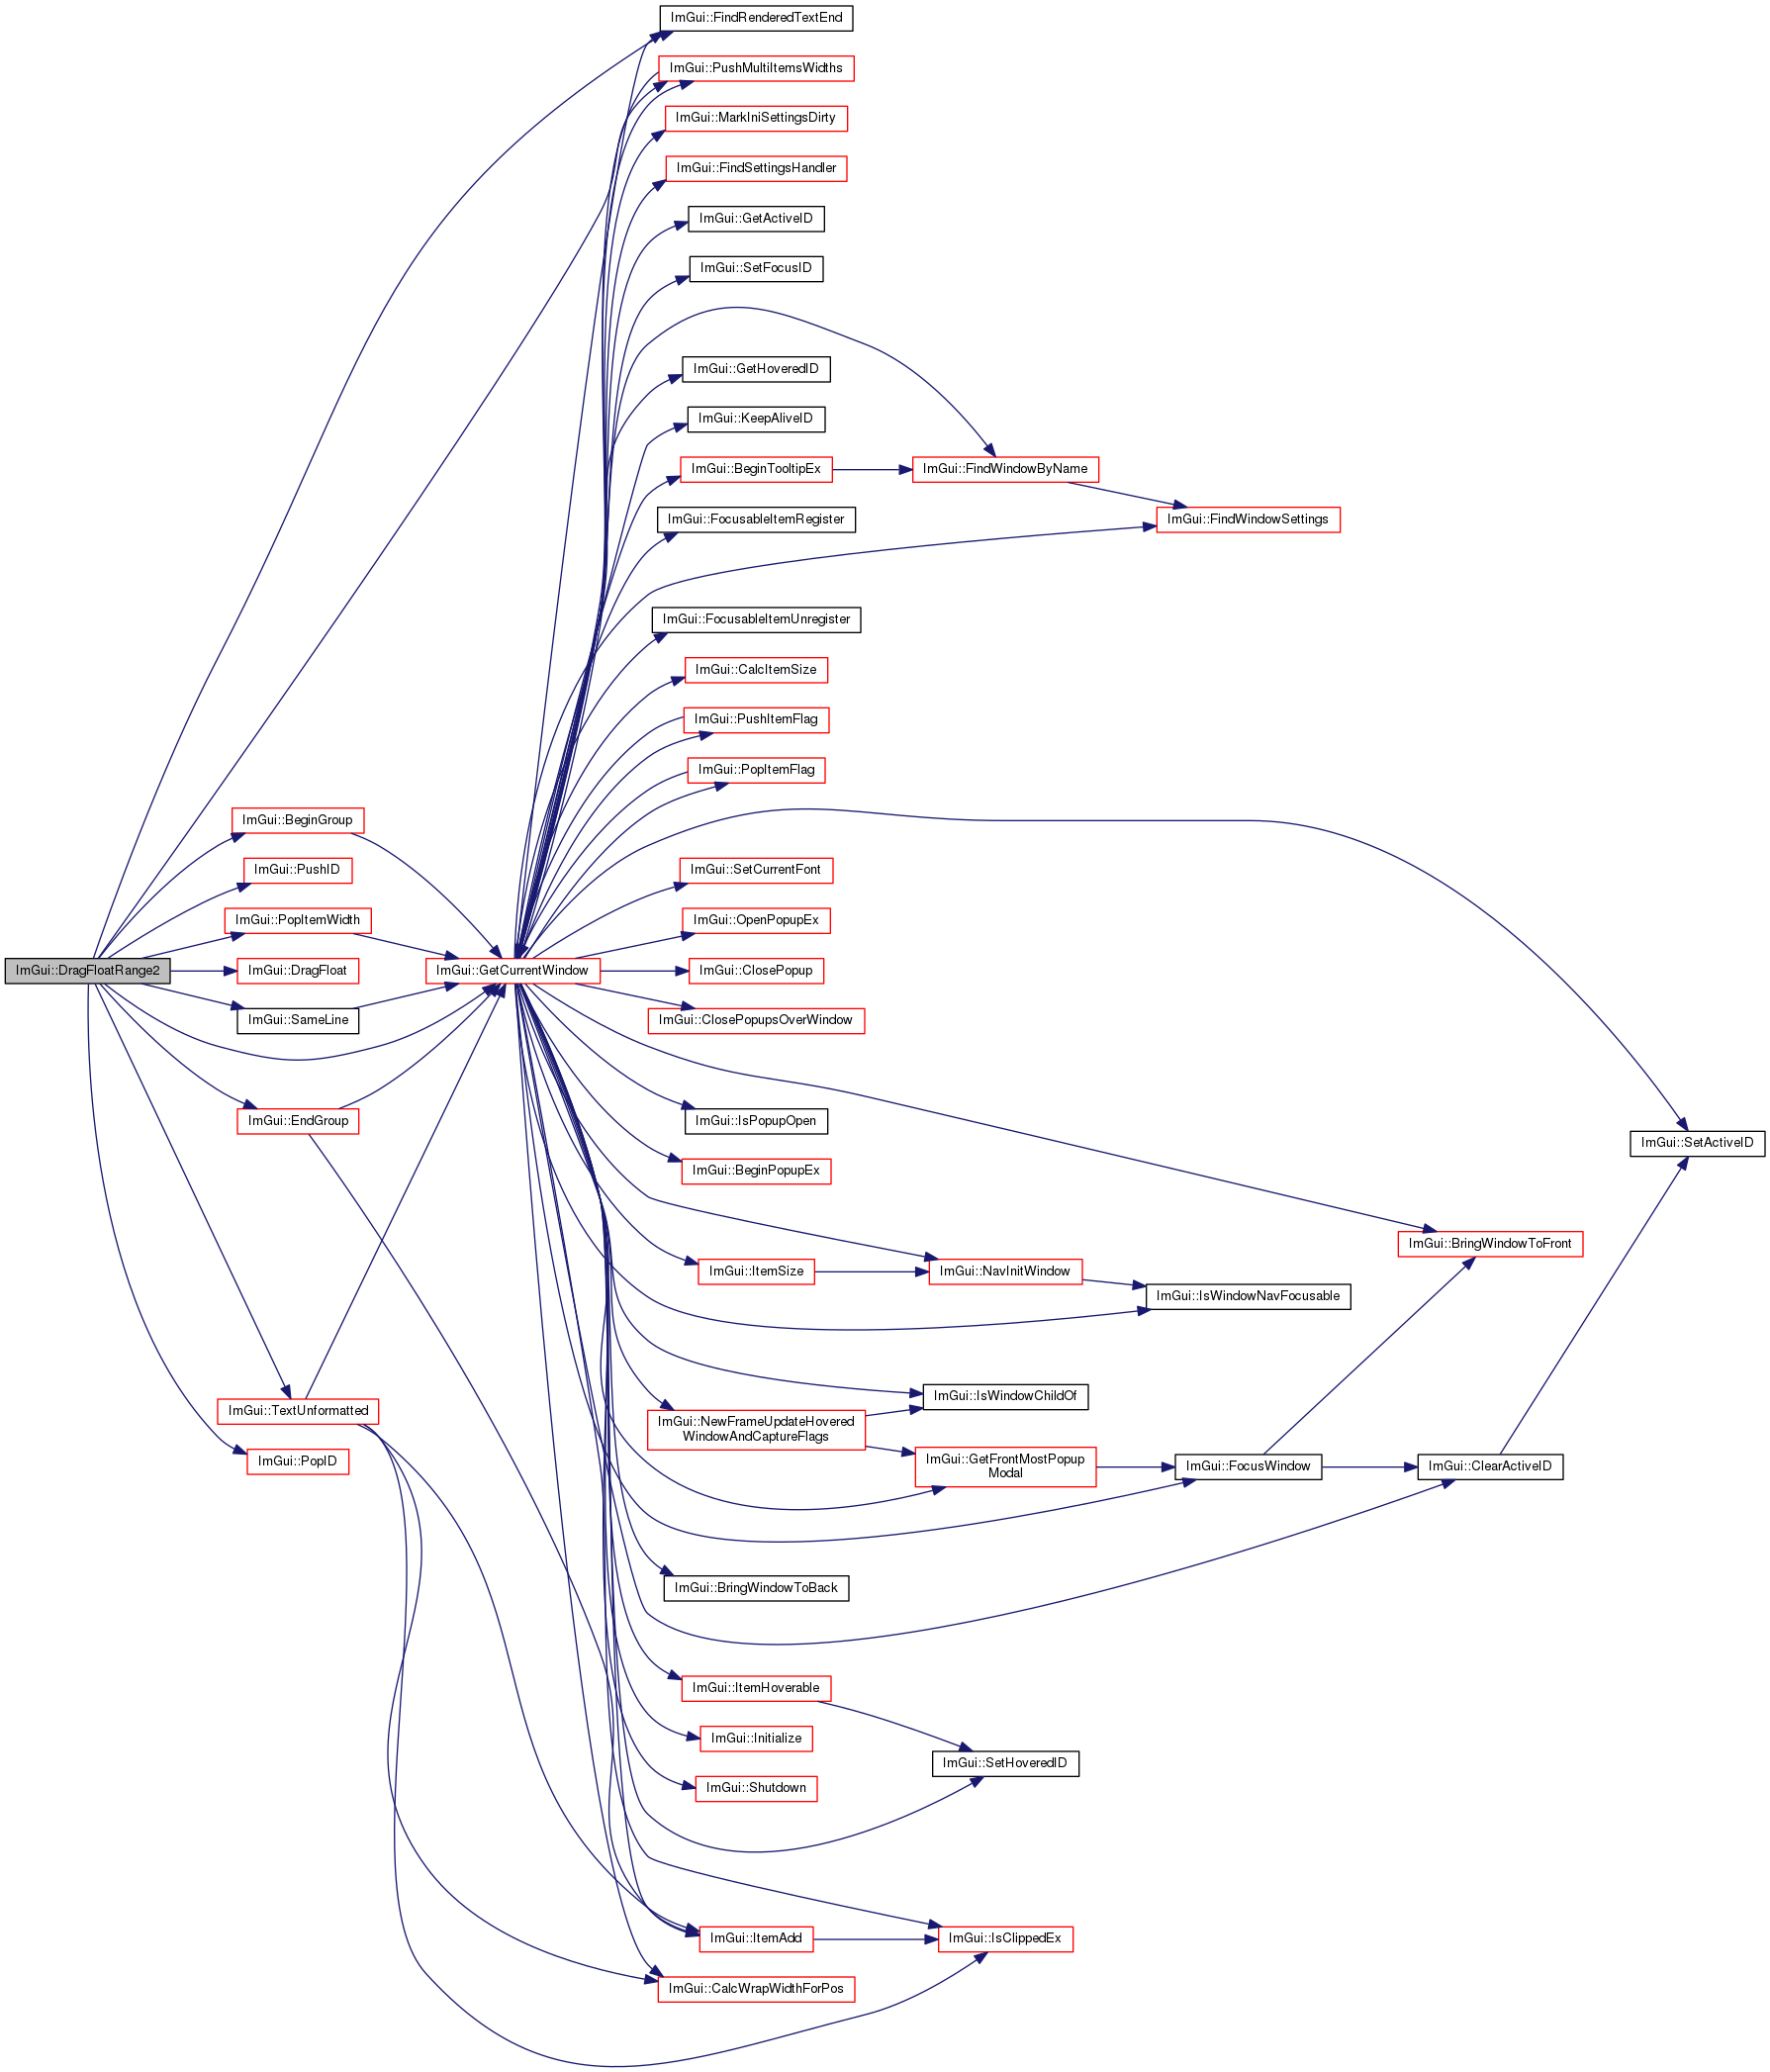 ImGui::FindRenderedTextEnd
ImGui::PushMultiItemsWidths
ImGui::MarkIniSettingsDirty
ImGui::FindSettingsHandler
ImGui::GetActiveID
ImGui::SetFocusID
ImGui::GetHoveredID
ImGui::KeepAliveID
ImGui::BeginTooltipEx
ImGui::FindWindowByName
ImGui::FocusableItemRegister
ImGui::FindWindowSettings
ImGui::FocusableItemUnregister
ImGui::CalcItemSize
ImGui::PushItemFlag
ImGui::PopItemFlag
ImGui::BeginGroup
ImGui::PushID
ImGui::SetCurrentFont
ImGui::PopItemWidth
ImGui::OpenPopupEx
ImGui::DragFloatRange2
ImGui::DragFloat
ImGui::GetCurrentWindow
ImGui::ClosePopup
ImGui::SameLine
ImGui::ClosePopupsOverWindow
ImGui::EndGroup
ImGui::IsPopupOpen
ImGui::SetActiveID
ImGui::BeginPopupEx
ImGui::BringWindowToFront
ImGui::ItemSize
ImGui::NavInitWindow
ImGui::IsWindowNavFocusable
ImGui::IsWindowChildOf
ImGui::TextUnformatted
ImGui::NewFrameUpdateHovered
WindowAndCaptureFlags
ImGui::PopID
ImGui::GetFrontMostPopup
Modal
ImGui::FocusWindow
ImGui::ClearActiveID
ImGui::BringWindowToBack
ImGui::ItemHoverable
ImGui::Initialize
ImGui::SetHoveredID
ImGui::Shutdown
ImGui::ItemAdd
ImGui::IsClippedEx
ImGui::CalcWrapWidthForPos